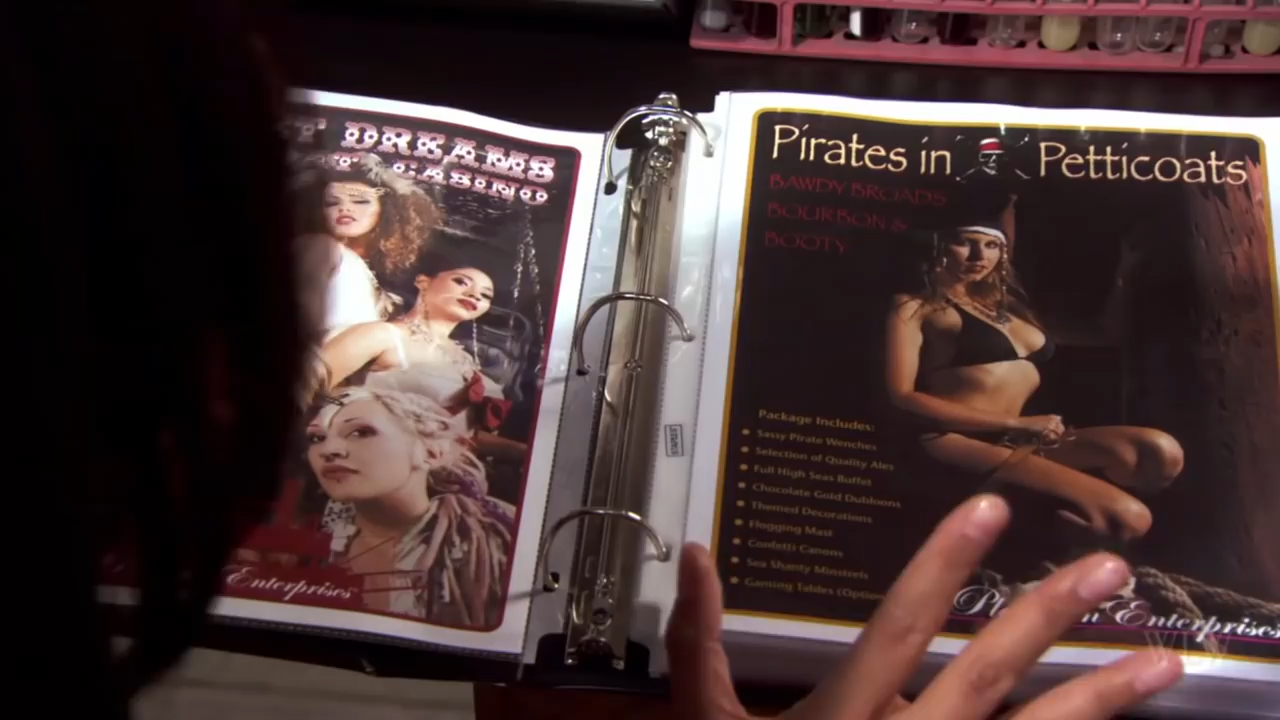 DREAMS
CASINO
Enterprises
Pirates in Petticoats
BAWDY BROADS
BOURBON &
BOOTY
Package Includes:
Sassy Pirate Wenches
Selection of Quality Ales
Full High Seas Buffet
Chocolate Gold Dubloons
Themed Decorations
Flogging Mast
Confetti Canons
Sea Shanty Minstrels
Gaming Tables
Enterprises